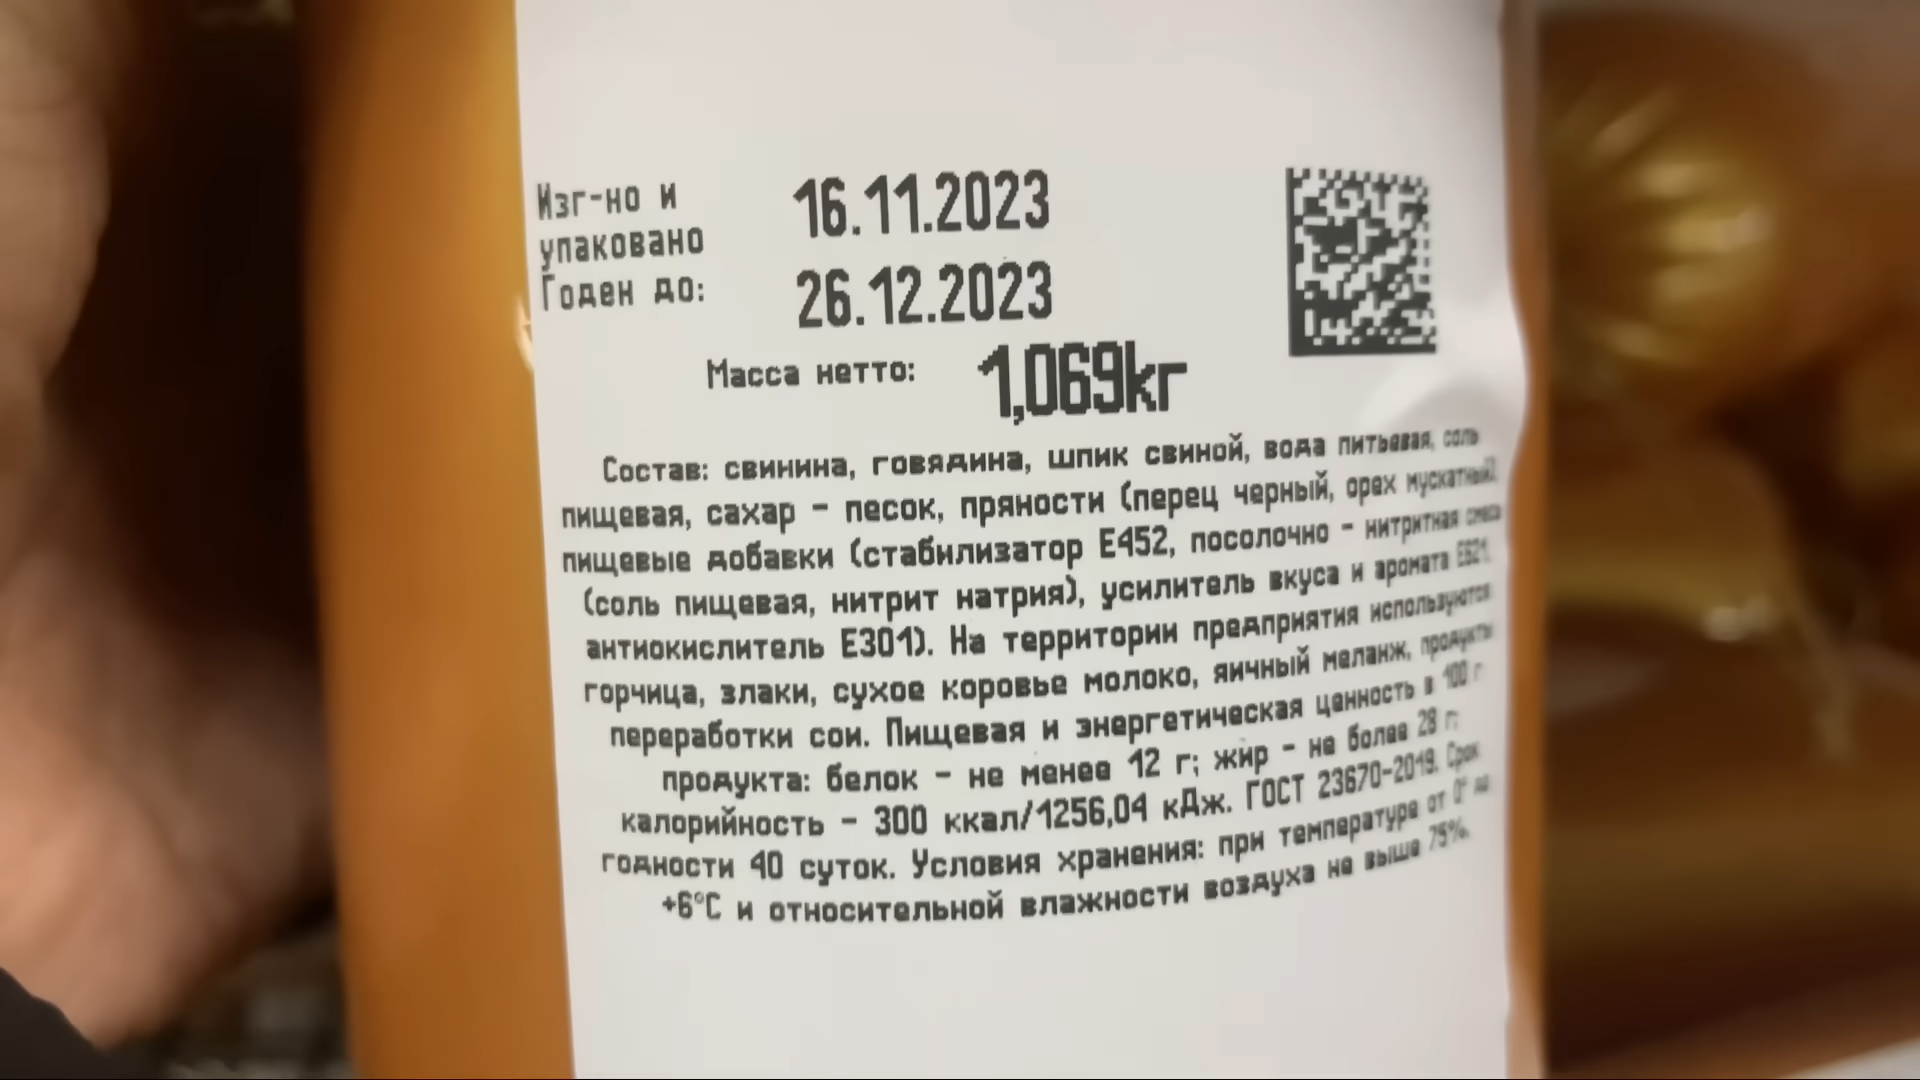 Изг-но и
упаковано 16.11.2023
Годен до: 26.12.2023
Масса нетто: 1,069кг
Состав: свинина, говядина, шпик свиной, вода питьевая, соль
пищевая, сахар - песок, пряности (перец черный, орех мускатный),
пищевые добавки (стабилизатор Е452, посолочно - нитритная смесь
(соль пищевая, нитрит натрия), усилитель вкуса и аромата Е621,
антиокислитель Е301). На территории предприятия используются
горчица, злаки, сухое коровье молоко, яичный меланж, продукты
переработки сои. Пищевая и энергетическая ценность в 100 г
продукта: белок - не менее 12 г; жир - не более 28 г;
калорийность - 300 ккал/1256,04 кДж. ГОСТ 23670-2019. Срок
годности 40 суток. Условия хранения: при температуре от 0° до
+6°С и относительной влажности воздуха не выше 75%.